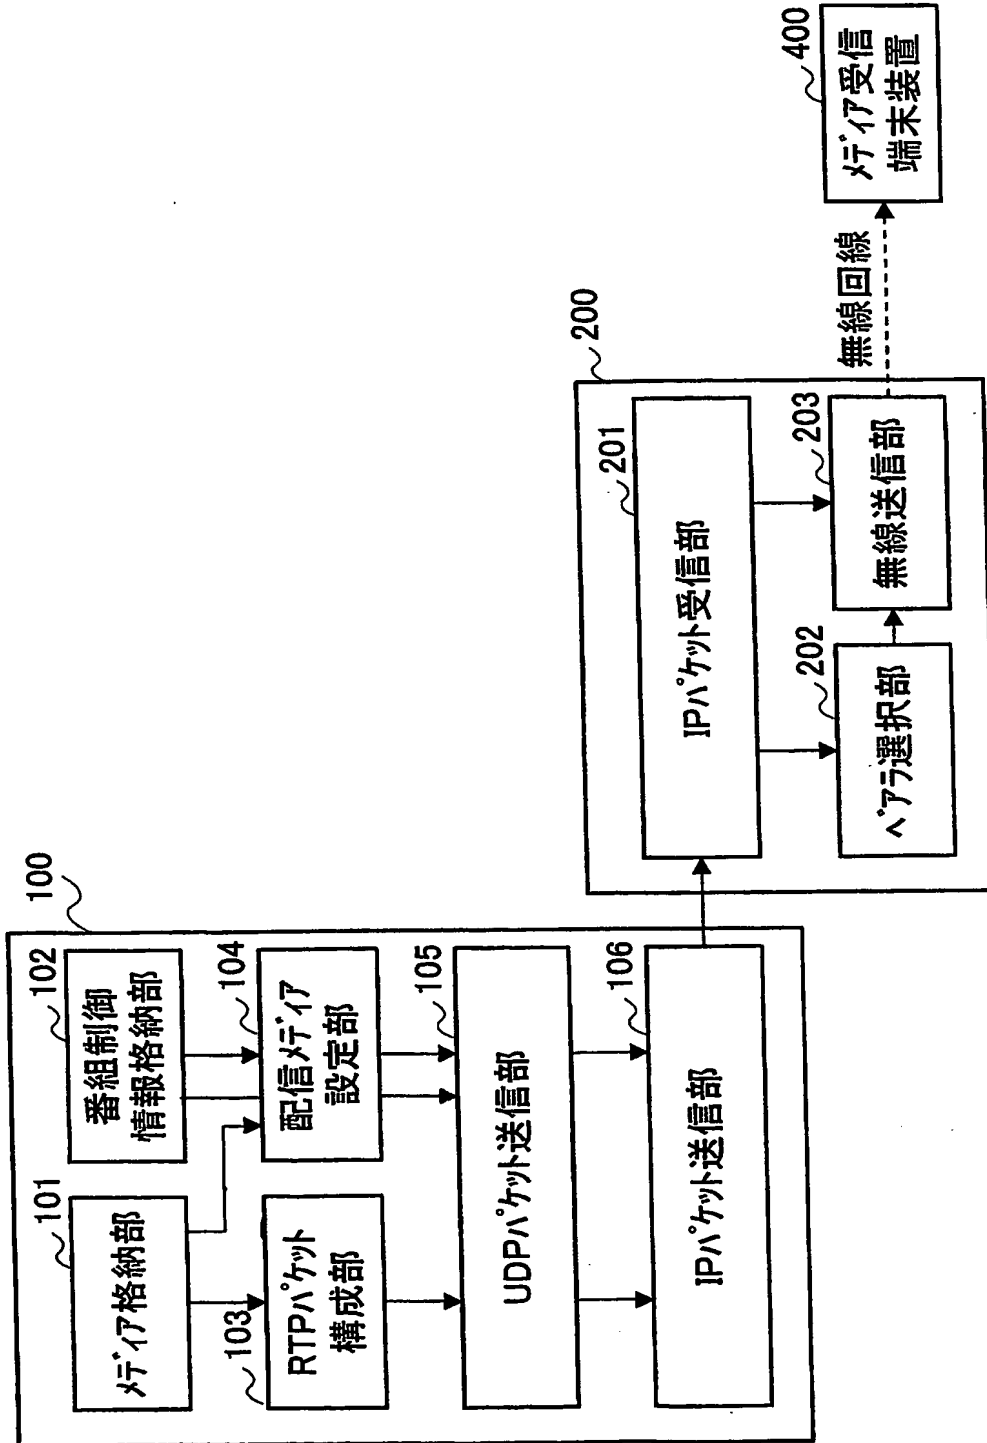 100
101
メディア格納部
102
番組制御
情報格納部
103
RTPパケット
構成部
104
配信メディア
設定部
105
UDPパケット送信部
106
IPパケット送信部
200
201
IPパケット受信部
202
ベアラ選択部
203
無線送信部
無線回線
400
メディア受信
端末装置